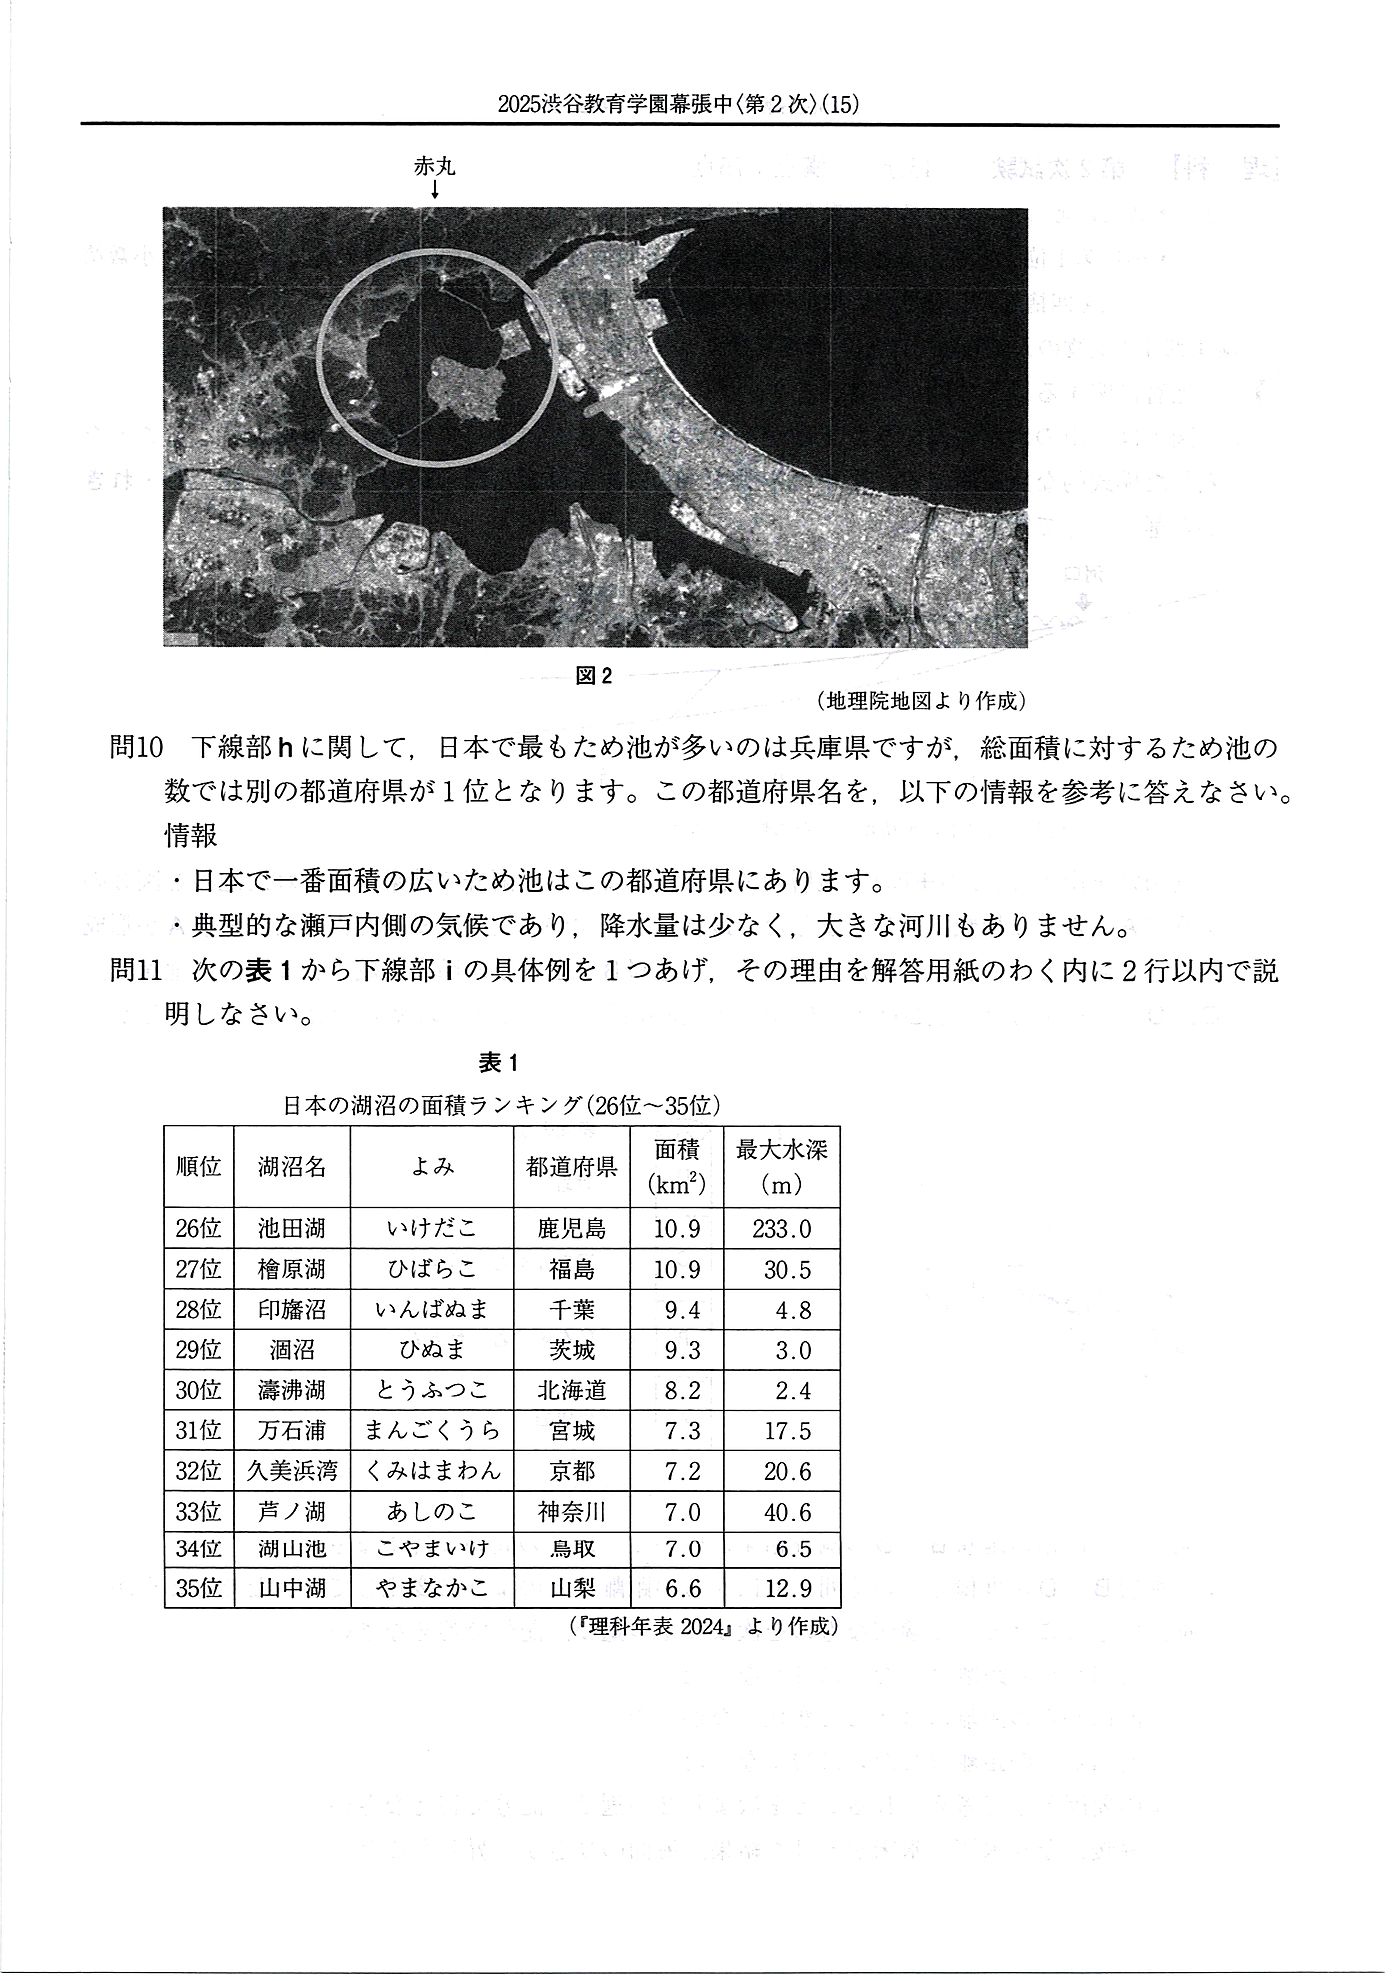 2025渋谷教育学園幕張中〈第2次〉(15)
赤丸
↓
図2
(地理院地図より作成)
問10 下線部hに関して，日本で最もため池が多いのは兵庫県ですが，総面積に対するため池の
数では別の都道府県が1位となります。この都道府県名を，以下の情報を参考に答えなさい。
情報
・日本で一番面積の広いため池はこの都道府県にあります。
・典型的な瀬戸内側の気候であり，降水量は少なく，大きな河川もありません。
問11 次の表1から下線部iの具体例を1つあげ，その理由を解答用紙のわく内に2行以内で説
明しなさい。
表1
日本の湖沼の面積ランキング(26位～35位)
順位 湖沼名 よみ 都道府県 面積(km²) 最大水深(m)
26位 池田湖 いけだこ 鹿児島 10.9 233.0
27位 檜原湖 ひばらこ 福島 10.9 30.5
28位 印旛沼 いんばぬま 千葉 9.4 4.8
29位 涸沼 ひぬま 茨城 9.3 3.0
30位 濤沸湖 とうふつこ 北海道 8.2 2.4
31位 万石浦 まんごくうら 宮城 7.3 17.5
32位 久美浜湾 くみはまわん 京都 7.2 20.6
33位 芦ノ湖 あしのこ 神奈川 7.0 40.6
34位 湖山池 こやまいけ 鳥取 7.0 6.5
35位 山中湖 やまなかこ 山梨 6.6 12.9
(『理科年表2024』より作成)